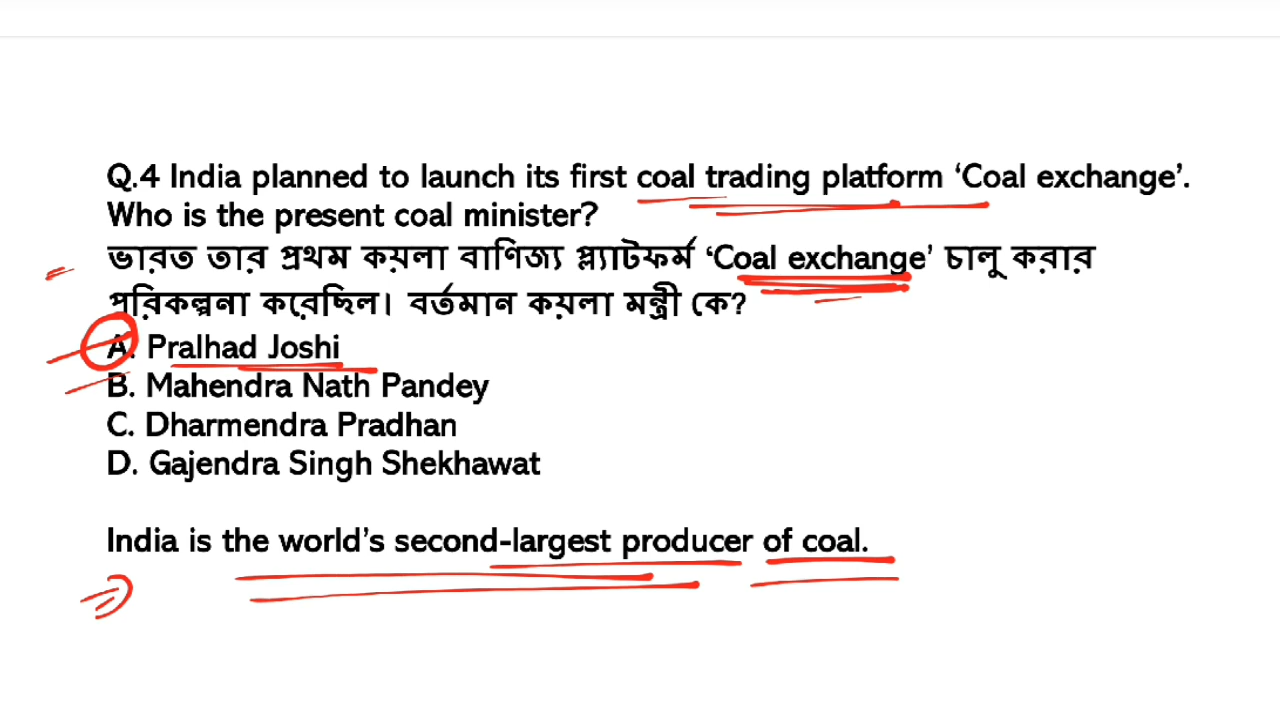 Q.4 India planned to launch its first coal trading platform ‘Coal exchange’.
Who is the present coal minister?
ভারত তার প্রথম কয়লা বাণিজ্য প্ল্যাটফর্ম ‘Coal exchange’ চালু করার
পরিকল্পনা করেছিল। বর্তমান কয়লা মন্ত্রী কে?
A. Pralhad Joshi
B. Mahendra Nath Pandey
C. Dharmendra Pradhan
D. Gajendra Singh Shekhawat
India is the world’s second-largest producer of coal.